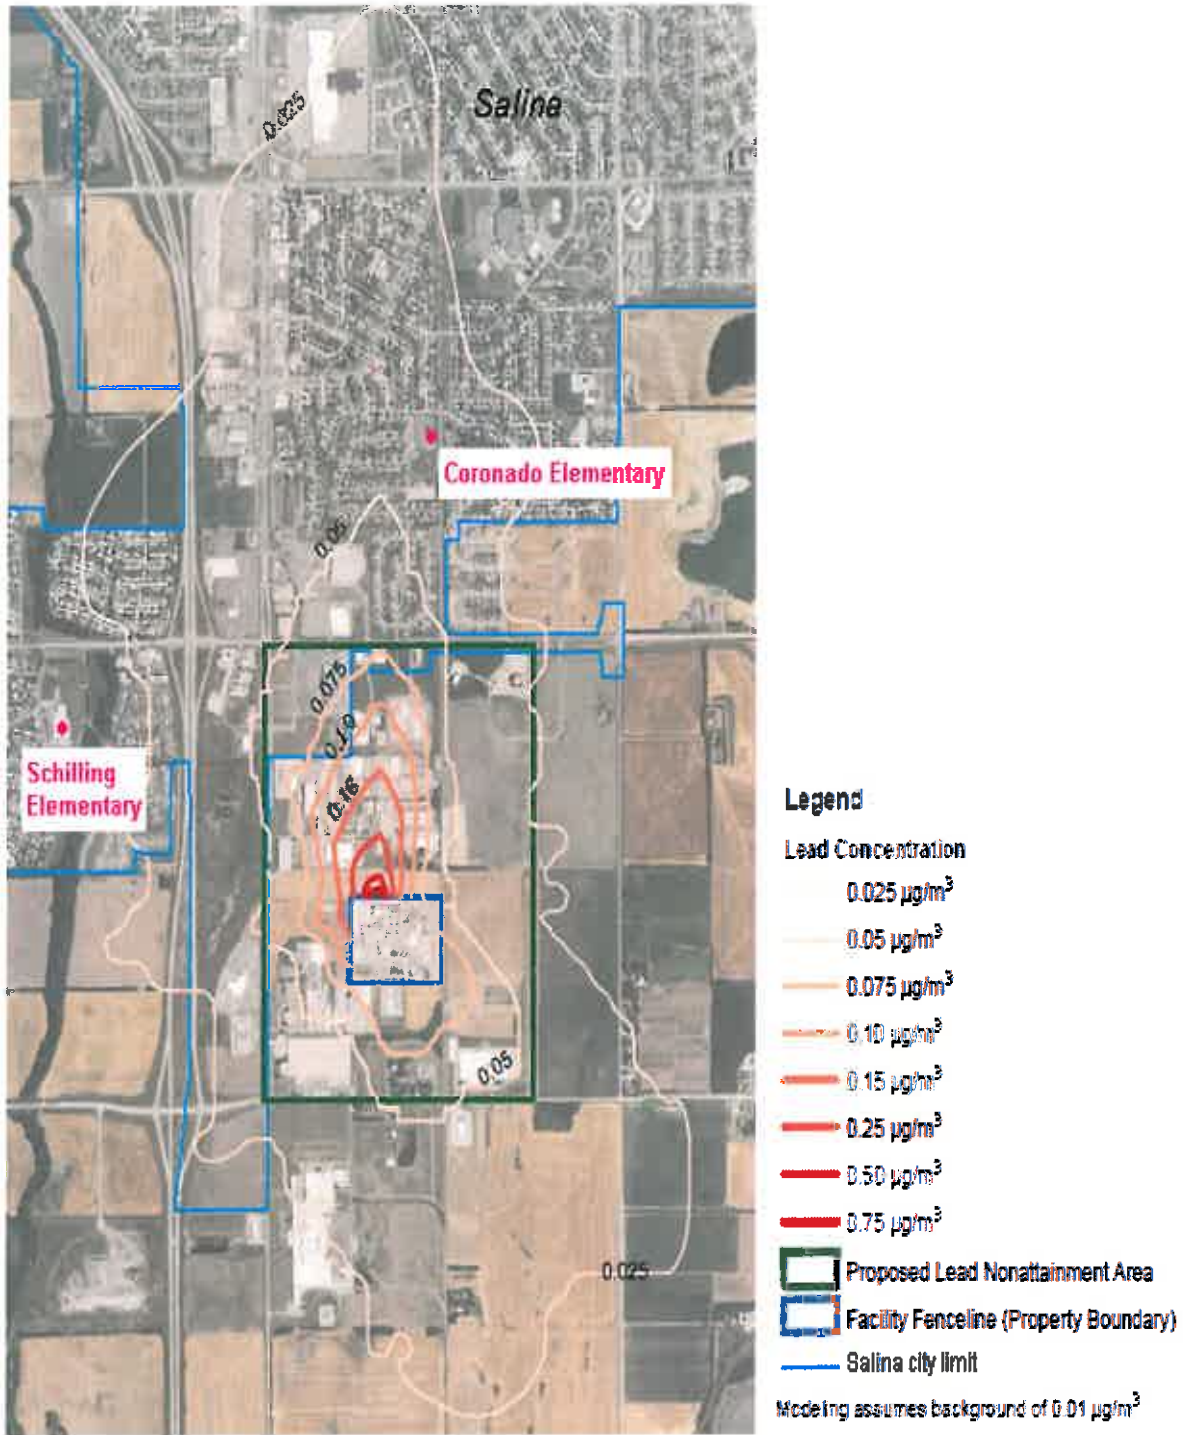 Salina
0.025
Coronado Elementary
0.05
0.075
0.10
0.15
Schilling
Elementary
0.05
0.025
Legend
Lead Concentration
0.025 µg/m³
0.05 µg/m³
0.075 µg/m³
0.10 µg/m³
0.15 µg/m³
0.25 µg/m³
0.50 µg/m³
0.75 µg/m³
Proposed Lead Nonattainment Area
Facility Fenceline (Property Boundary)
Salina city limit
Modeling assumes background of 0.01 µg/m³